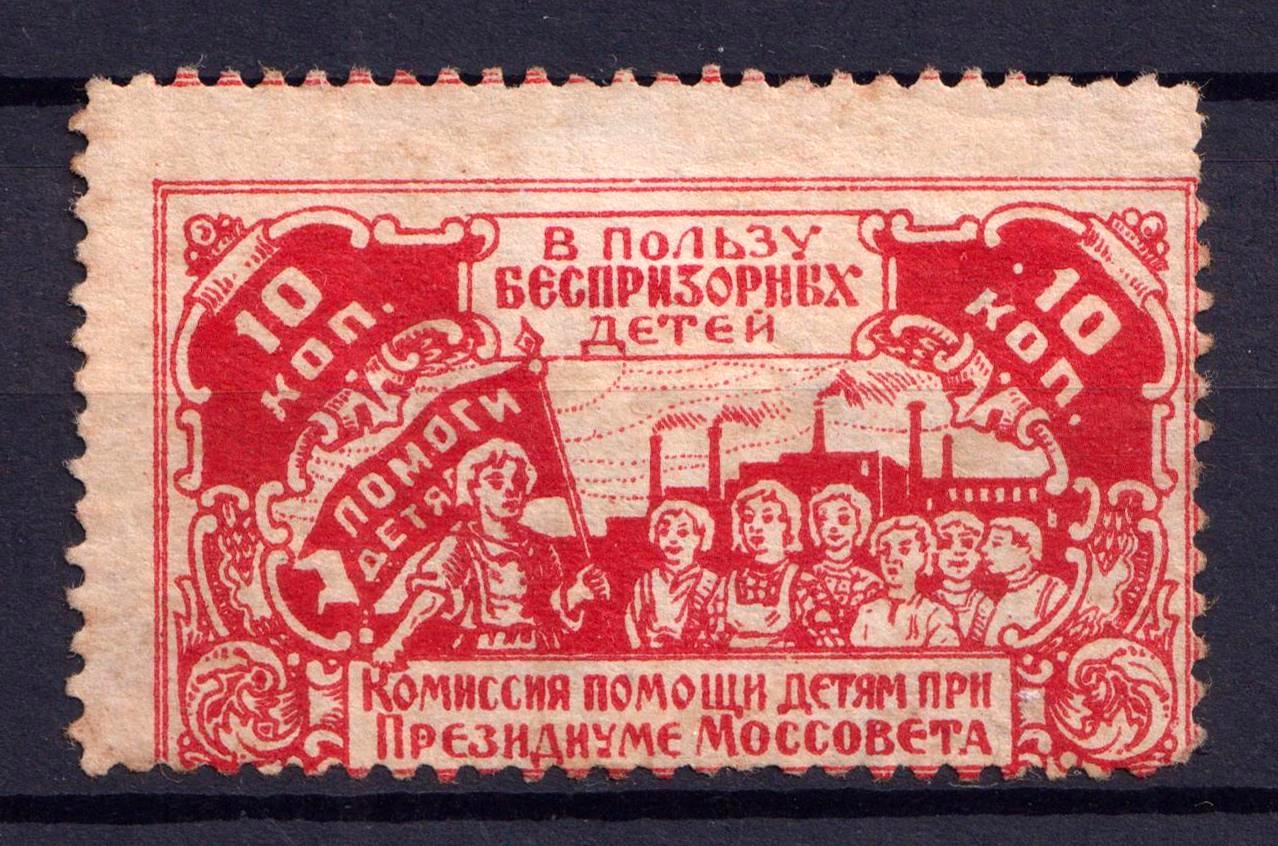 В ПОЛЬЗУ
БЕСПРИЗОРНЫХ
ДЕТЕЙ
10
КОП.
10
КОП.
ПОМОГИ
ДЕТЯМ
КОМИССИЯ ПОМОЩИ ДЕТЯМ ПРИ
ПРЕЗИДИУМЕ МОССОВЕТА